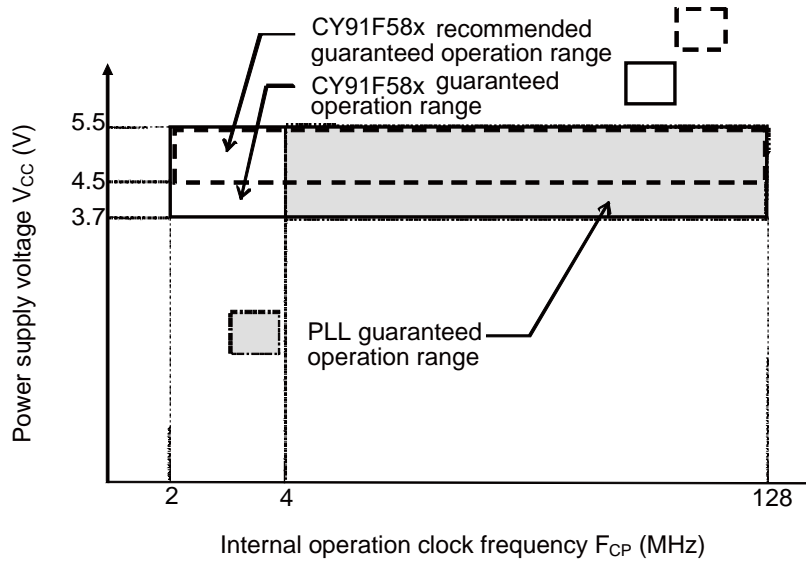 CY91F58x recommended
guaranteed operation range
CY91F58x guaranteed
operation range
Power supply voltage VCC (V)
5.5
4.5
3.7
PLL guaranteed
operation range
2 4 128
Internal operation clock frequency FCP (MHz)